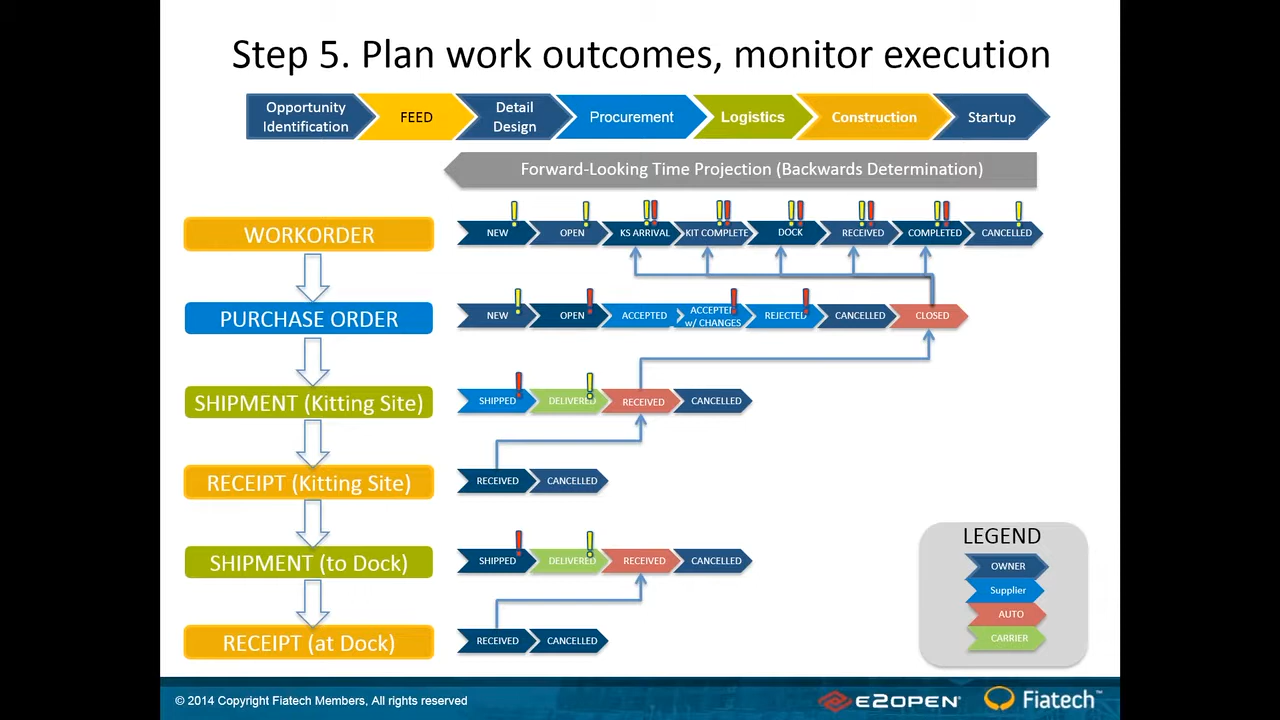 Step 5. Plan work outcomes, monitor execution
Opportunity
Identification
FEED
Detail
Design
Procurement
Logistics
Construction
Startup
Forward-Looking Time Projection (Backwards Determination)
WORKORDER
NEW
OPEN
KS ARRIVAL
KIT COMPLETE
DOCK
RECEIVED
COMPLETED
CANCELLED
PURCHASE ORDER
NEW
OPEN
ACCEPTED
ACCEPTED
w/ CHANGES
REJECTED
CANCELLED
CLOSED
SHIPMENT (Kitting Site)
SHIPPED
DELIVERED
RECEIVED
CANCELLED
RECEIPT (Kitting Site)
RECEIVED
CANCELLED
SHIPMENT (to Dock)
SHIPPED
DELIVERED
RECEIVED
CANCELLED
RECEIPT (at Dock)
RECEIVED
CANCELLED
LEGEND
OWNER
Supplier
AUTO
CARRIER
© 2014 Copyright Fiatech Members, All rights reserved
E2OPEN
Fiatech